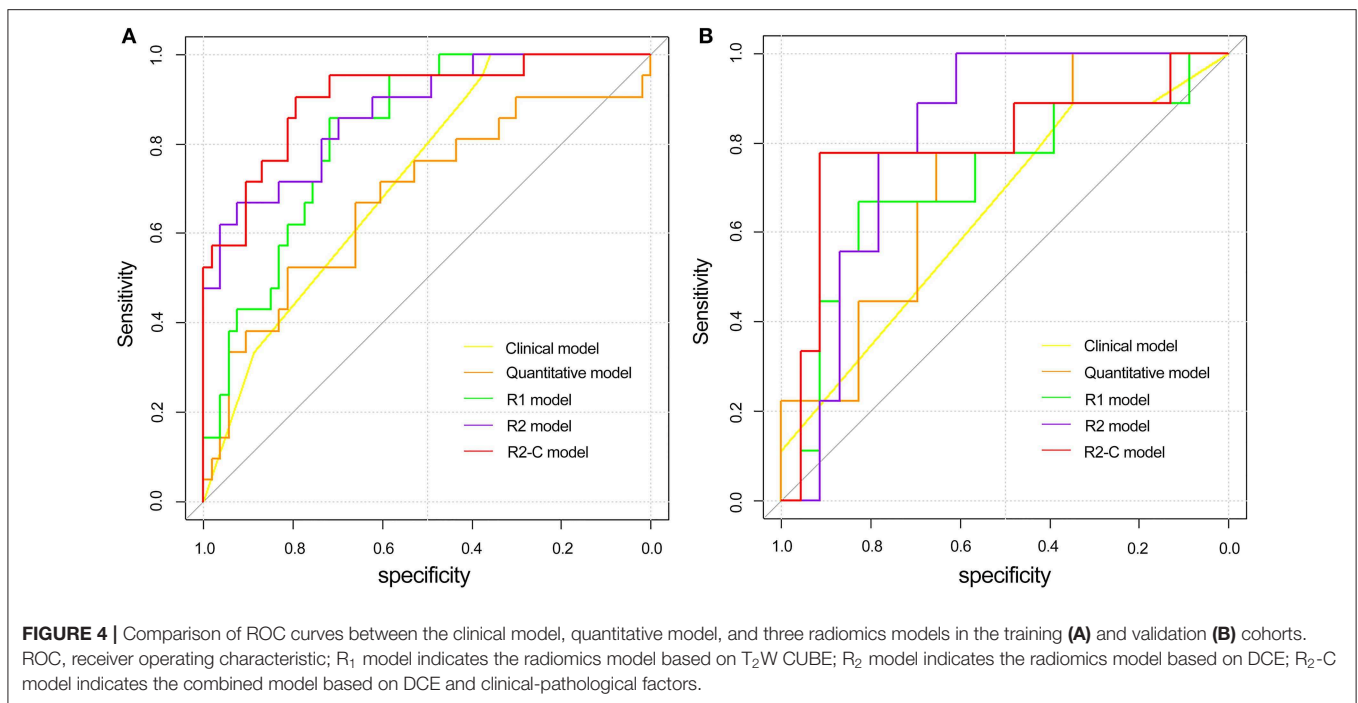 A
Sensitivity
1.0
0.8
0.6
0.4
0.2
0.0
1.0 0.8 0.6 0.4 0.2 0.0
specificity
Clinical model
Quantitative model
R1 model
R2 model
R2-C model
B
Sensitivity
1.0
0.8
0.6
0.4
0.2
0.0
1.0 0.8 0.6 0.4 0.2 0.0
specificity
Clinical model
Quantitative model
R1 model
R2 model
R2-C model
FIGURE 4 | Comparison of ROC curves between the clinical model, quantitative model, and three radiomics models in the training (A) and validation (B) cohorts.
ROC, receiver operating characteristic; R₁ model indicates the radiomics model based on T₂W CUBE; R₂ model indicates the radiomics model based on DCE; R₂-C
model indicates the combined model based on DCE and clinical-pathological factors.